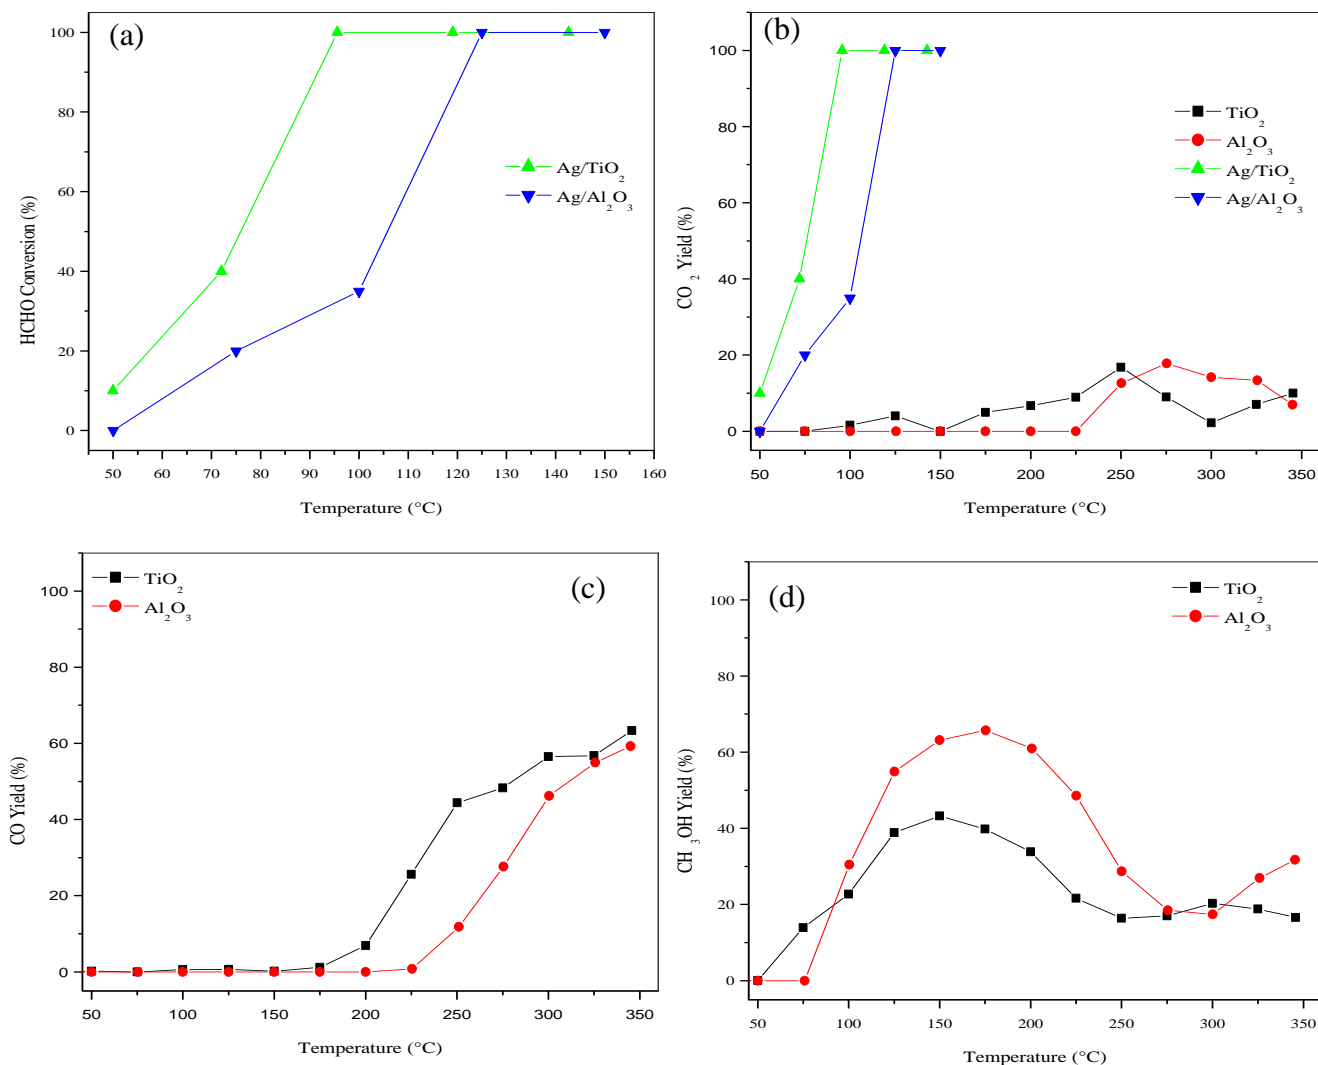 (a)
100
80
60
40
20
0
HCHO Conversion (%)
Ag/TiO2
Ag/Al2O3
50 60 70 80 90 100 110 120 130 140 150 160
Temperature (°C)
(b)
100
80
60
40
20
0
CO2 Yield (%)
TiO2
Al2O3
Ag/TiO2
Ag/Al2O3
50 100 150 200 250 300 350
Temperature (°C)
(c)
TiO2
Al2O3
100
80
60
40
20
0
CO Yield (%)
50 100 150 200 250 300 350
Temperature (°C)
(d)
TiO2
Al2O3
100
80
60
40
20
0
CH3OH Yield (%)
50 100 150 200 250 300 350
Temperature (°C)